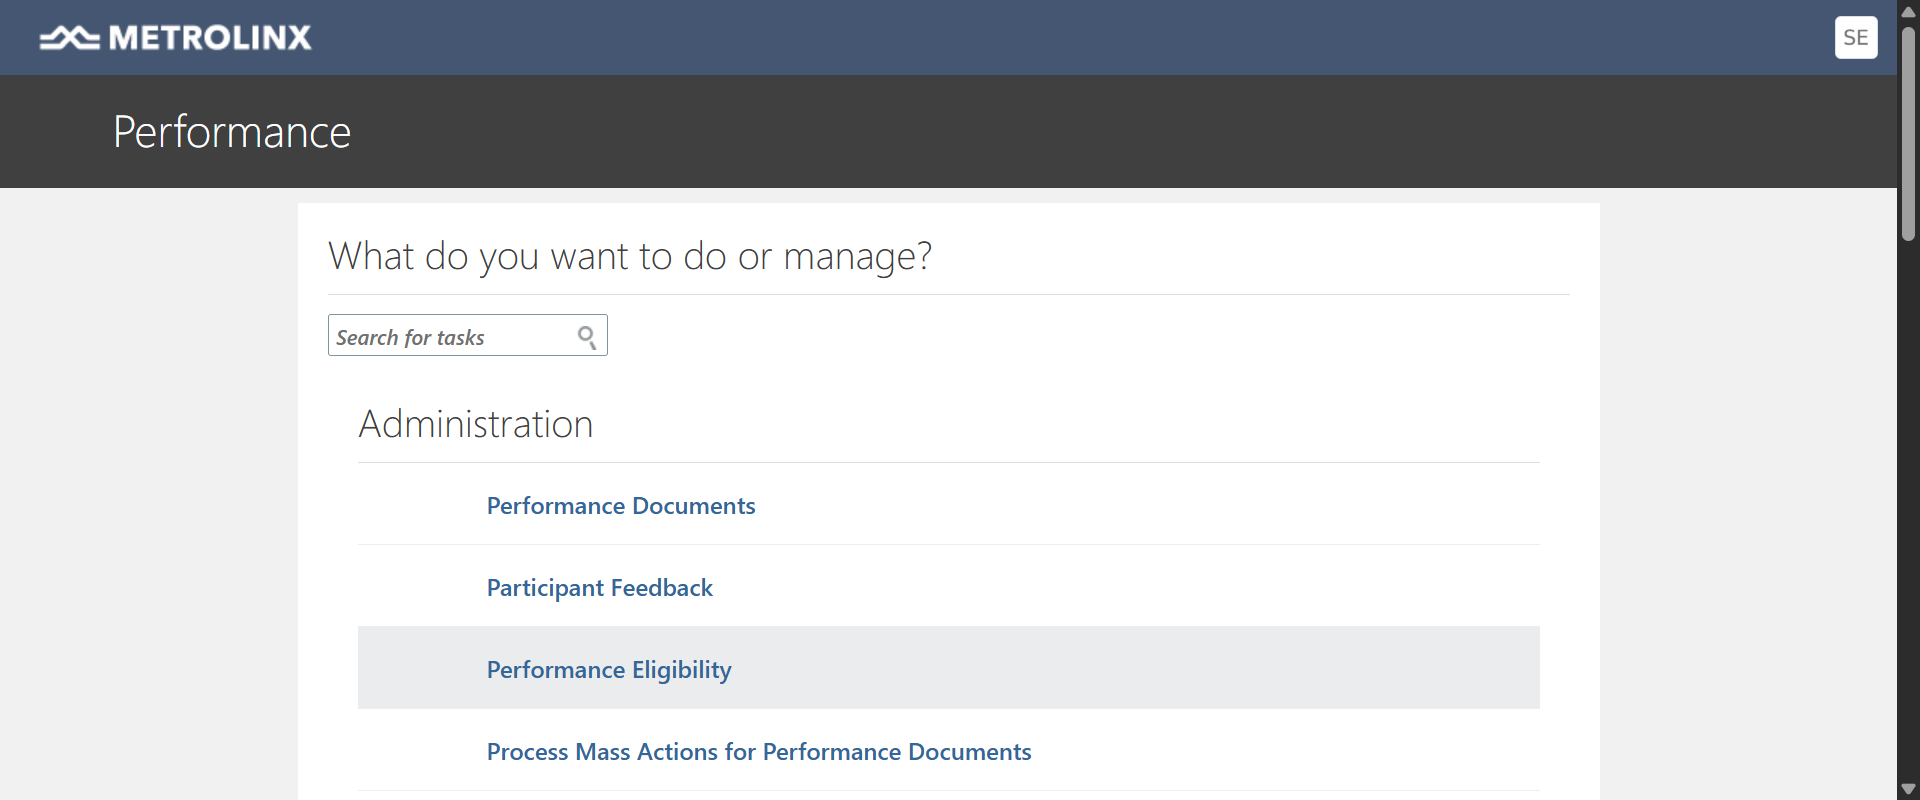 METROLINX
SE
Performance
What do you want to do or manage?
Search for tasks
Administration
Performance Documents
Participant Feedback
Performance Eligibility
Process Mass Actions for Performance Documents